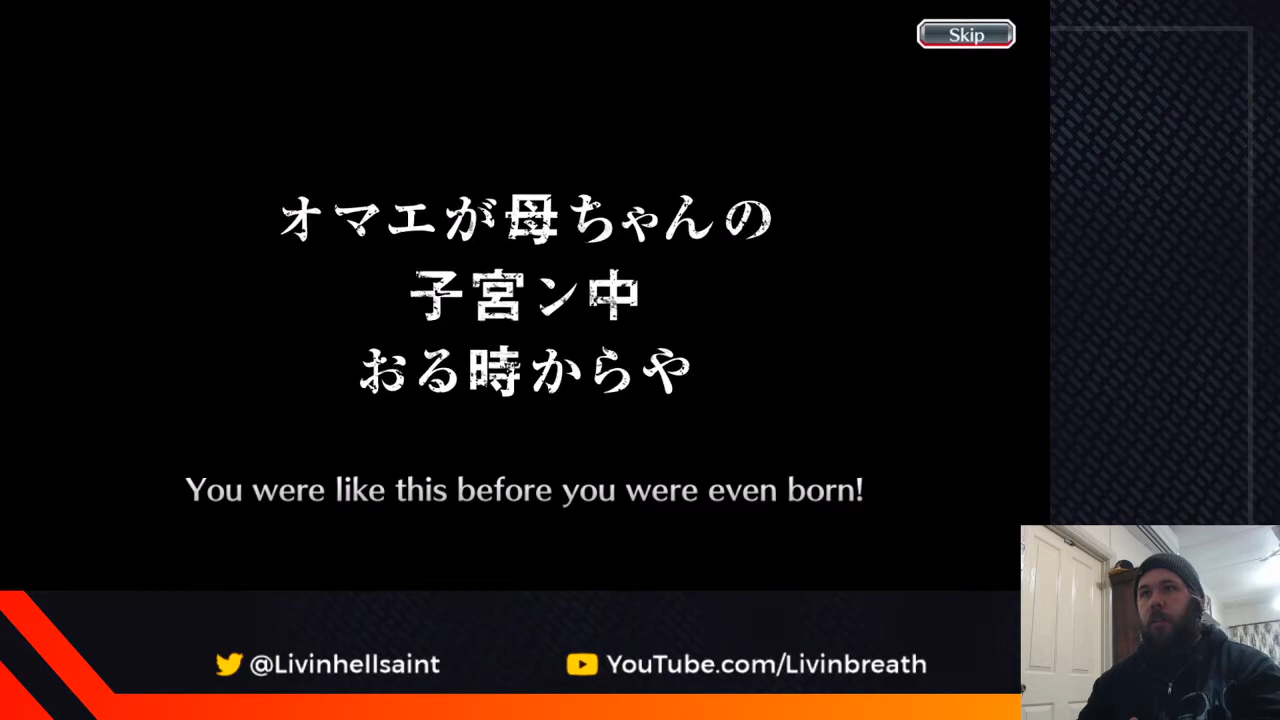 Skip
オマエが母ちゃんの
子宮ン中
おる時からや
You were like this before you were even born!
@Livinhellsaint
YouTube.com/Livinbreath